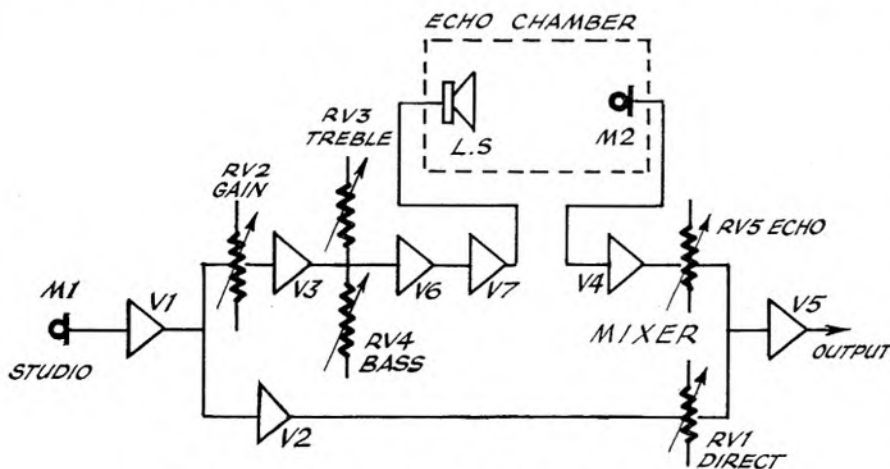 ECHO CHAMBER
RV3
TREBLE
L.S
M2
RV2
GAIN
RV5 ECHO
M1
V1
V3
V6
V7
V4
V5
STUDIO
RV4
BASS
MIXER
OUTPUT
V2
RV1
DIRECT